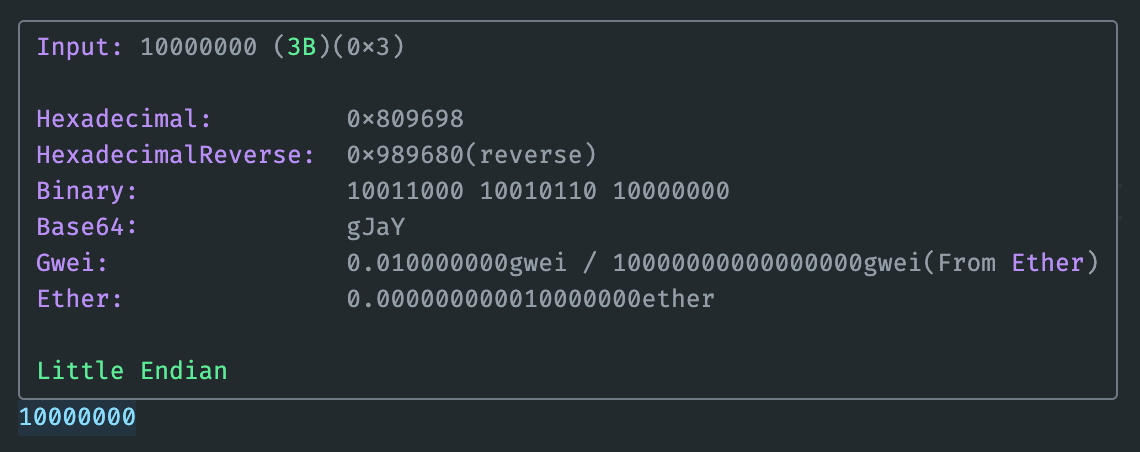 Input: 10000000 (3B)(0×3)
Hexadecimal: 0×809698
HexadecimalReverse: 0×989680(reverse)
Binary: 10011000 10010110 10000000
Base64: gJaY
Gwei: 0.010000000gwei / 10000000000000000gwei(From Ether)
Ether: 0.000000000010000000ether
Little Endian
10000000